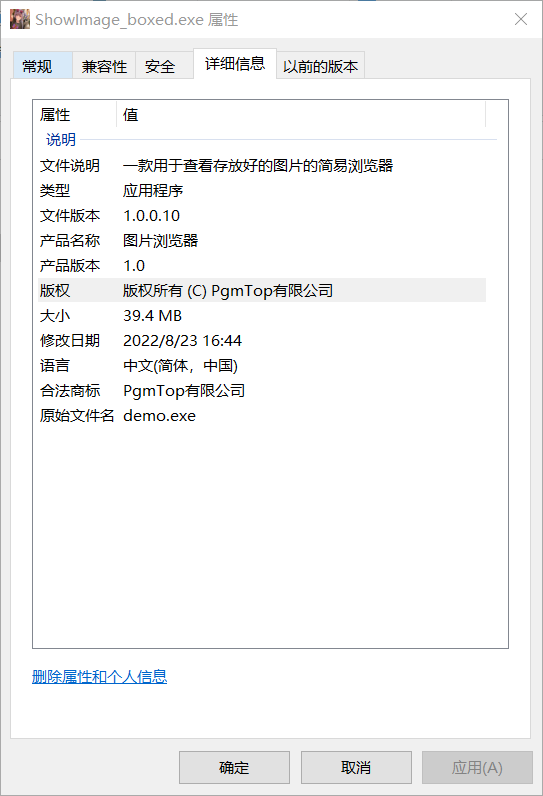 ShowImage_boxed.exe 属性
常规 兼容性 安全 详细信息 以前的版本
属性 值
说明
文件说明 一款用于查看存放好的图片的简易浏览器
类型 应用程序
文件版本 1.0.0.10
产品名称 图片浏览器
产品版本 1.0
版权 版权所有 (C) PgmTop有限公司
大小 39.4 MB
修改日期 2022/8/23 16:44
语言 中文(简体，中国)
合法商标 PgmTop有限公司
原始文件名 demo.exe
删除属性和个人信息
确定 取消 应用(A)